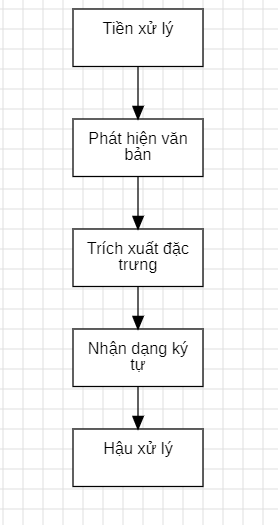 Tiền xử lý
Phát hiện văn
bản
Trích xuất đặc
trưng
Nhận dạng ký
tự
Hậu xử lý